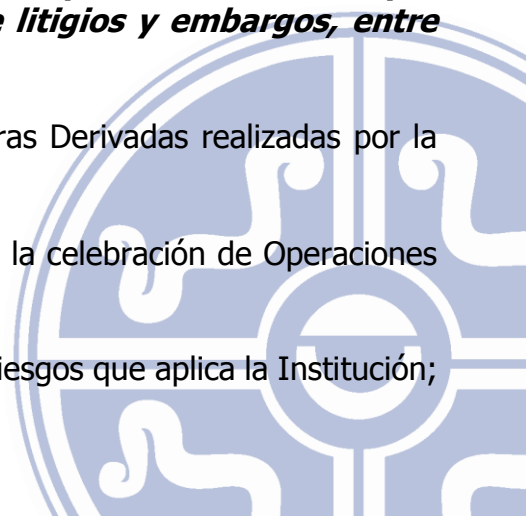 litigios y embargos, entre
ras Derivadas realizadas por la
la celebración de Operaciones
iesgos que aplica la Institución;